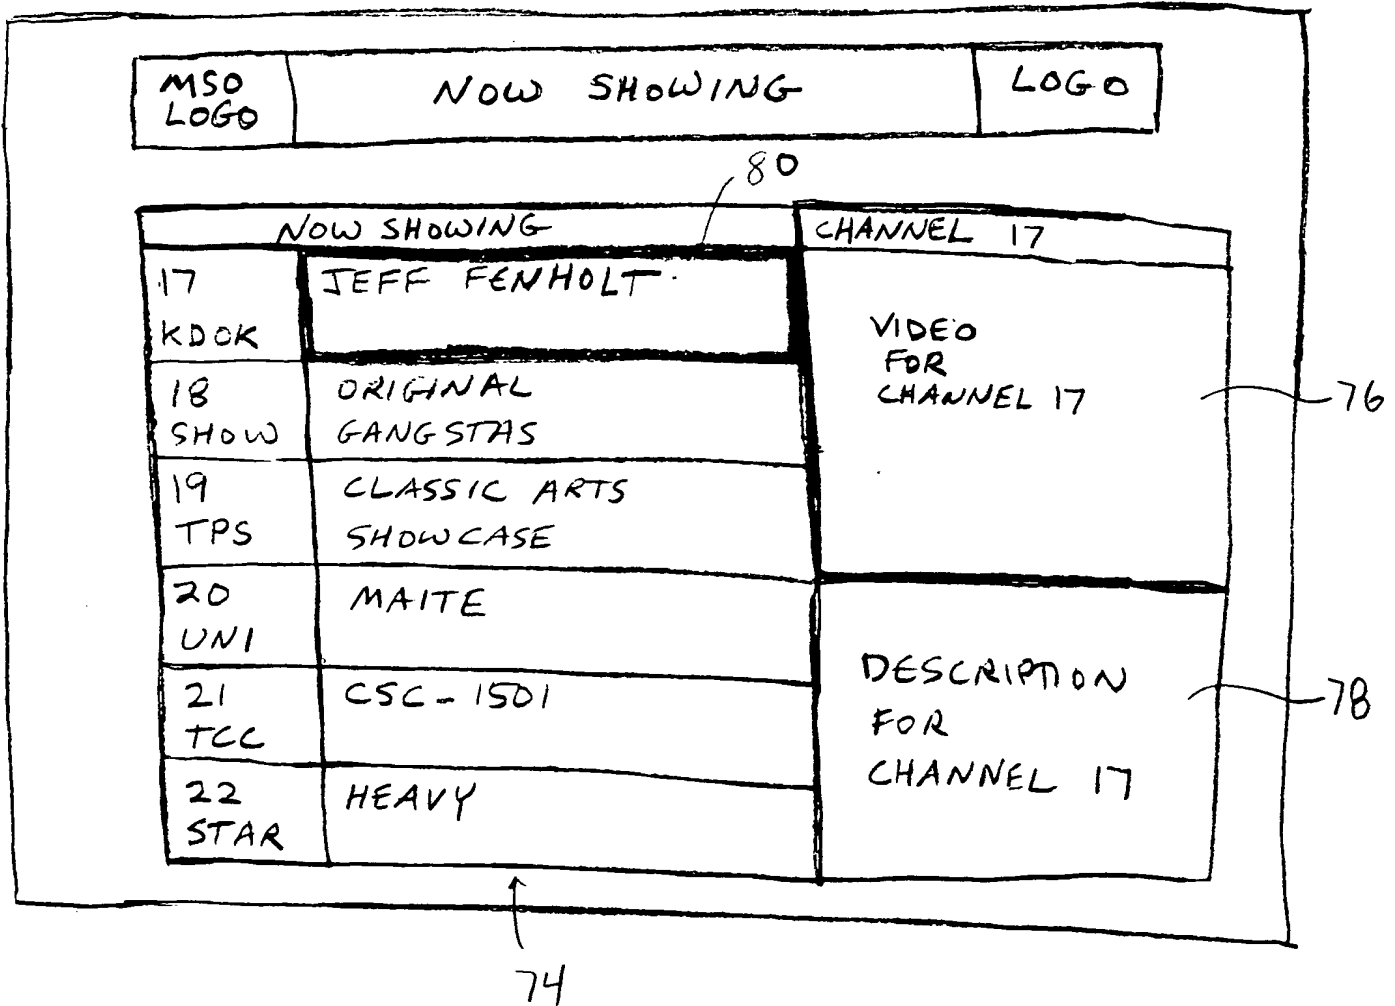 MSO
LOGO
NOW SHOWING
LOGO
80
NOW SHOWING
CHANNEL 17
17
KDOK
JEFF FENHOLT
18
SHOW
ORIGINAL
GANGSTAS
19
TPS
CLASSIC ARTS
SHOWCASE
20
UNI
MAITE
21
TCC
CSC-1501
22
STAR
HEAVY
VIDEO
FOR
CHANNEL 17
76
DESCRIPTION
FOR
CHANNEL 17
78
74